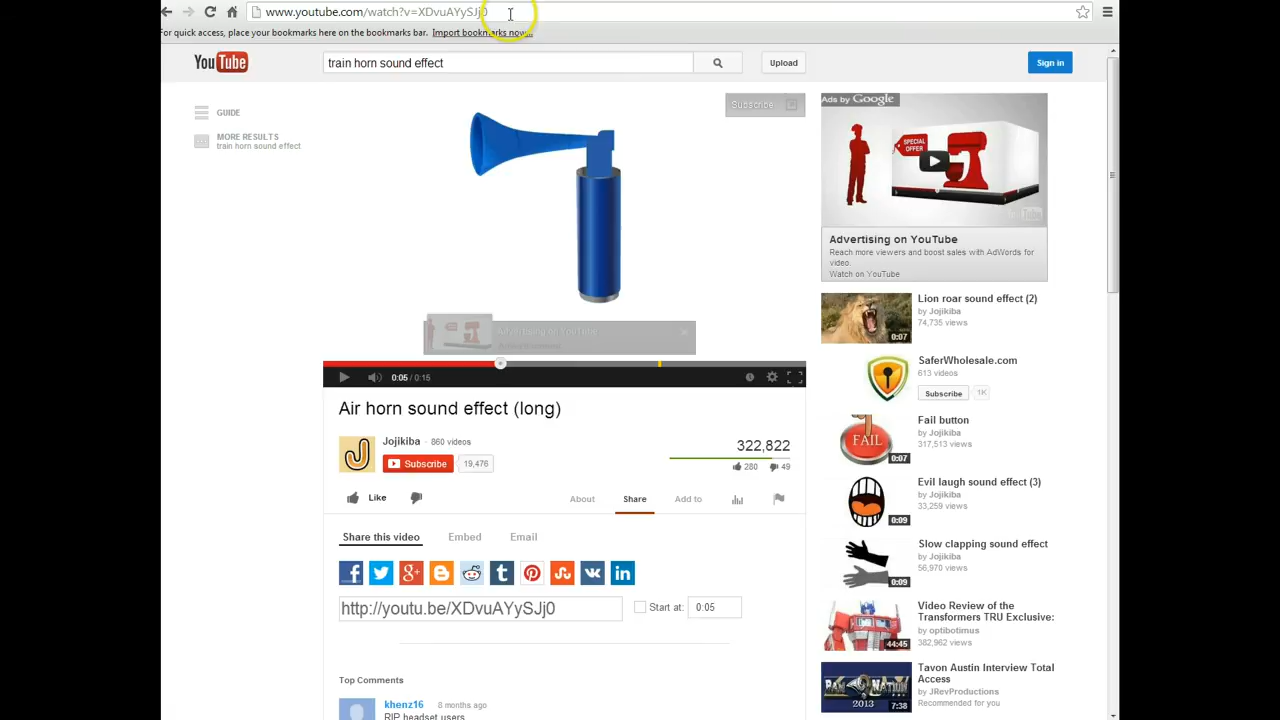 www.youtube.com/watch?v=XDvuAYySJj0
For quick access, place your bookmarks here on the bookmarks bar. Import bookmarks now...
YouTube
train horn sound effect
Upload
Sign in
GUIDE
MORE RESULTS
train horn sound effect
Subscribe
Ads by Google
SPECIAL OFFER
YouTube
Advertising on YouTube
Reach more viewers and boost sales with AdWords for
video.
Watch on YouTube
Advertising on YouTube
0:05 / 0:15
Air horn sound effect (long)
Jojikiba · 860 videos
Subscribe 19,476
322,822
280 49
Like
About Share Add to
Share this video Embed Email
http://youtu.be/XDvuAYySJj0
Start at: 0:05
Top Comments
khenz16 8 months ago
RIP headset users
Lion roar sound effect (2)
by Jojikiba
74,735 views
0:07
SaferWholesale.com
613 videos
Subscribe 1K
Fail button
by Jojikiba
317,513 views
FAIL
0:07
Evil laugh sound effect (3)
by Jojikiba
33,259 views
0:09
Slow clapping sound effect
by Jojikiba
56,970 views
0:09
Video Review of the
Transformers TRU Exclusive:
by optibotimus
382,962 views
44:45
Tavon Austin Interview Total
Access
by JRevProductions
Recommended for you
RAM NATION
2013
7:38